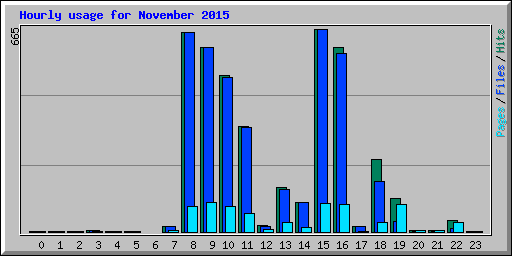 Hourly usage for November 2015
665
Pages/Files/Hits
0 1 2 3 4 5 6 7 8 9 10 11 12 13 14 15 16 17 18 19 20 21 22 23